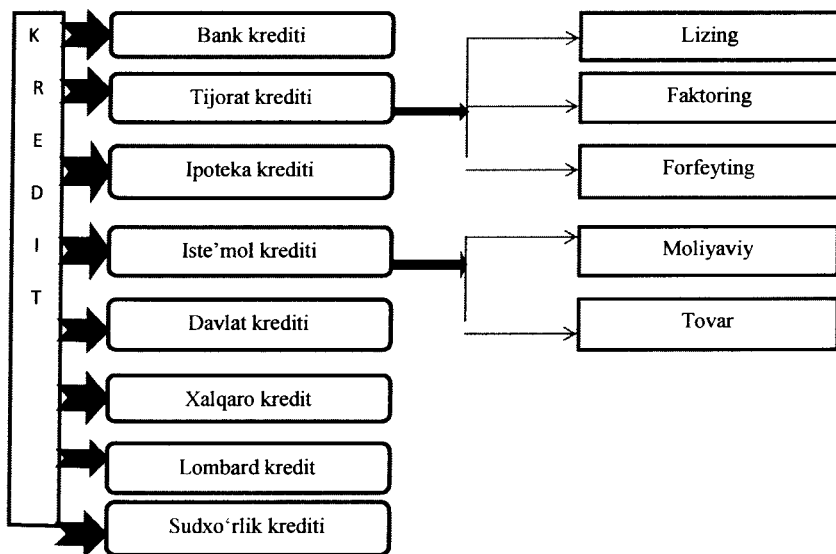 KREDIT
Bank krediti
Tijorat krediti
Ipoteka krediti
Iste’mol krediti
Davlat krediti
Xalqaro kredit
Lombard kredit
Sudxo‘rlik krediti
Lizing
Faktoring
Forfeyting
Moliyaviy
Tovar